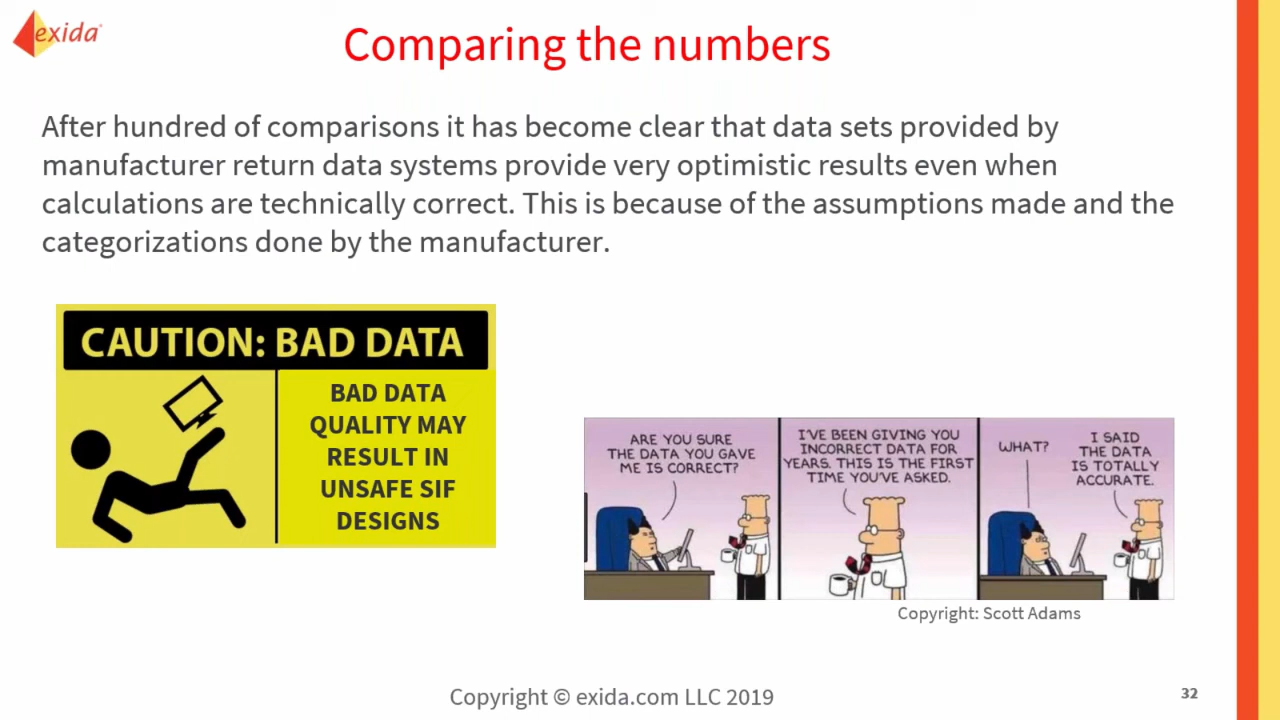 exida
Comparing the numbers
After hundred of comparisons it has become clear that data sets provided by
manufacturer return data systems provide very optimistic results even when
calculations are technically correct. This is because of the assumptions made and the
categorizations done by the manufacturer.
CAUTION: BAD DATA
BAD DATA
QUALITY MAY
RESULT IN
UNSAFE SIF
DESIGNS
ARE YOU SURE
THE DATA YOU GAVE
ME IS CORRECT?
I'VE BEEN GIVING YOU
INCORRECT DATA FOR
YEARS. THIS IS THE FIRST
TIME YOU'VE ASKED.
WHAT?
I SAID
THE DATA
IS TOTALLY
ACCURATE.
Copyright: Scott Adams
Copyright © exida.com LLC 2019
32